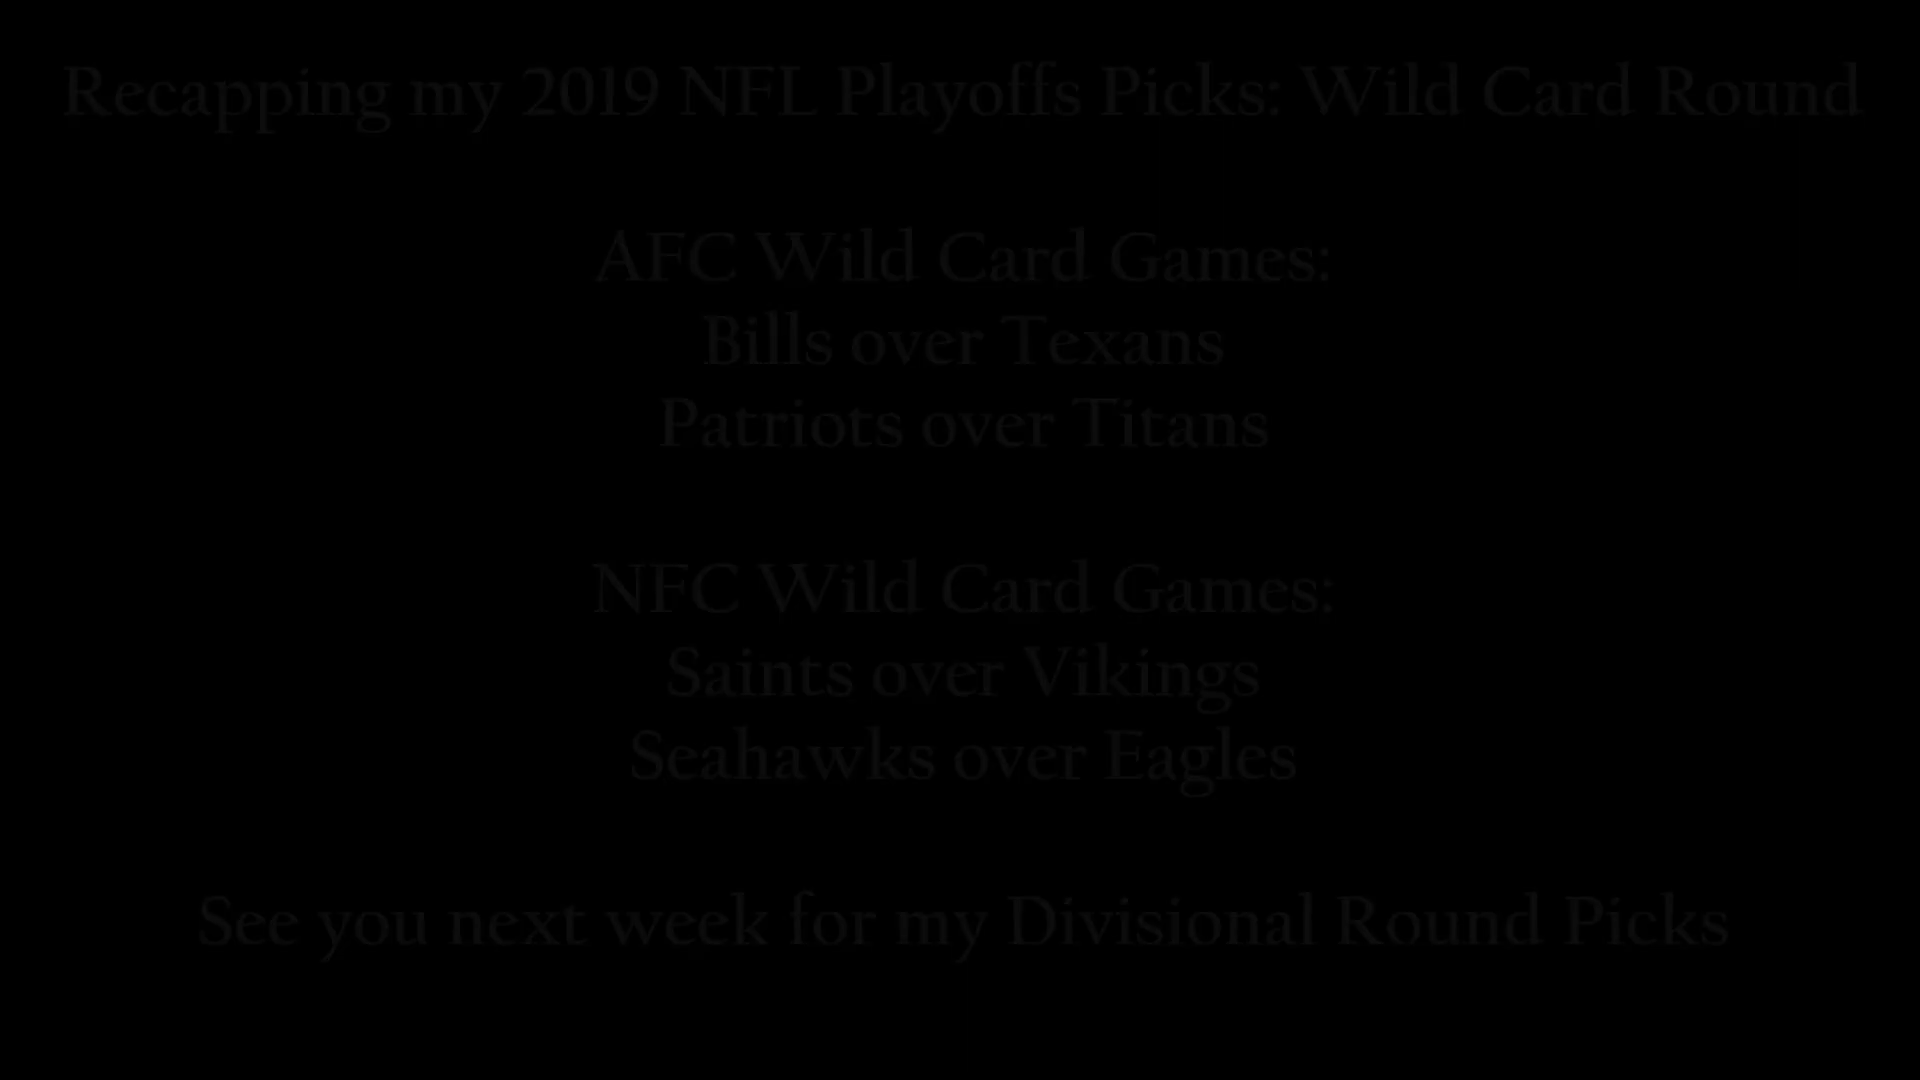 Recapping my 2019 NFL Playoffs Picks: Wild Card Round
AFC Wild Card Games:
Bills over Texans
Patriots over Titans
NFC Wild Card Games:
Saints over Vikings
Seahawks over Eagles
See you next week for my Divisional Round Picks